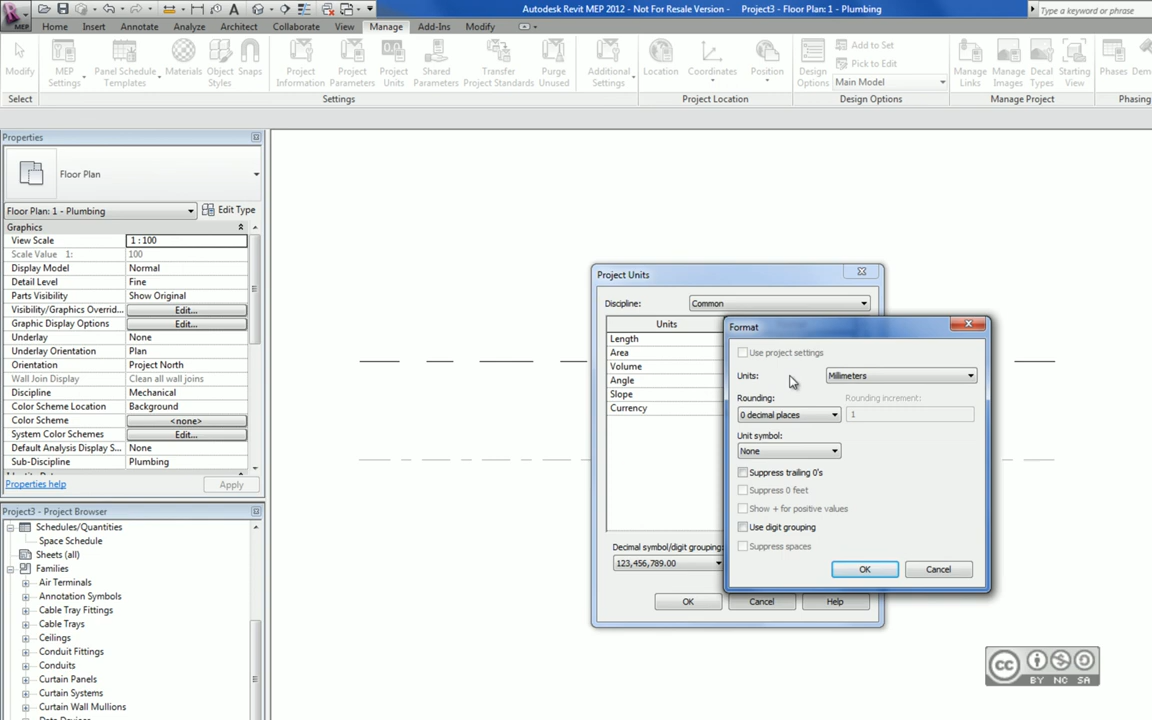 Autodesk Revit MEP 2012 - Not For Resale Version - Project3 - Floor Plan: 1 - Plumbing
Type a keyword or phrase
MEP
Home Insert Annotate Analyze Architect Collaborate View Manage Add-Ins Modify
Modify
MEP Settings
Panel Schedule Templates
Materials
Object Styles
Snaps
Project Information
Project Parameters
Project Units
Shared Parameters
Transfer Project Standards
Purge Unused
Additional Settings
Location
Coordinates
Position
Design Options
Add to Set
Pick to Edit
Main Model
Manage Links
Manage Images
Decal Types
Starting View
Phases
Select Settings Project Location Design Options Manage Project Phasing
Properties
Floor Plan
Floor Plan: 1 - Plumbing Edit Type
Graphics
View Scale 1 : 100
Scale Value 1: 100
Display Model Normal
Detail Level Fine
Parts Visibility Show Original
Visibility/Graphics Overrid... Edit...
Graphic Display Options Edit...
Underlay None
Underlay Orientation Plan
Orientation Project North
Wall Join Display Clean all wall joins
Discipline Mechanical
Color Scheme Location Background
Color Scheme <none>
System Color Schemes Edit...
Default Analysis Display S... None
Sub-Discipline Plumbing
Properties help Apply
Project3 - Project Browser
Schedules/Quantities
Space Schedule
Sheets (all)
Families
Air Terminals
Annotation Symbols
Cable Tray Fittings
Cable Trays
Ceilings
Conduit Fittings
Conduits
Curtain Panels
Curtain Systems
Curtain Wall Mullions
Project Units
Discipline: Common
Units
Length
Area
Volume
Angle
Slope
Currency
Decimal symbol/digit grouping:
123,456,789.00
OK Cancel Help
Format
Use project settings
Units: Millimeters
Rounding: Rounding increment:
0 decimal places 1
Unit symbol:
None
Suppress trailing 0's
Suppress 0 feet
Show + for positive values
Use digit grouping
Suppress spaces
OK Cancel
cc
BY NC SA